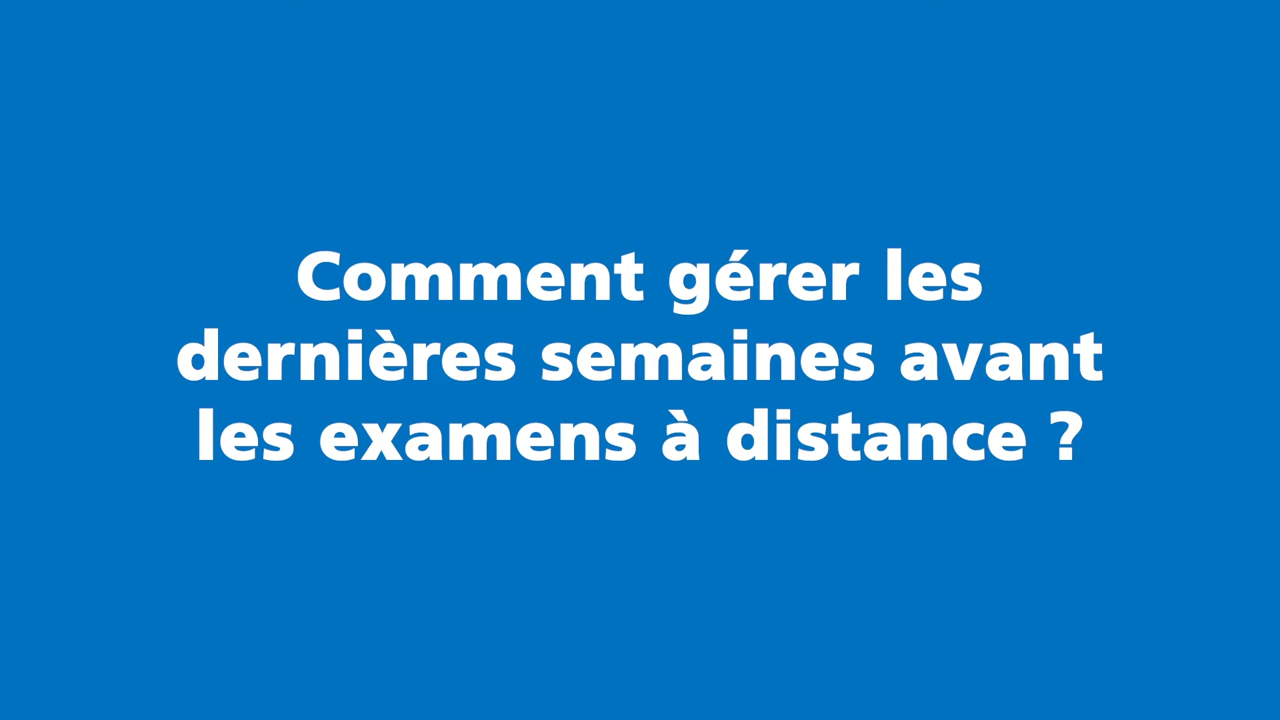 Comment gérer les
dernières semaines avant
les examens à distance ?